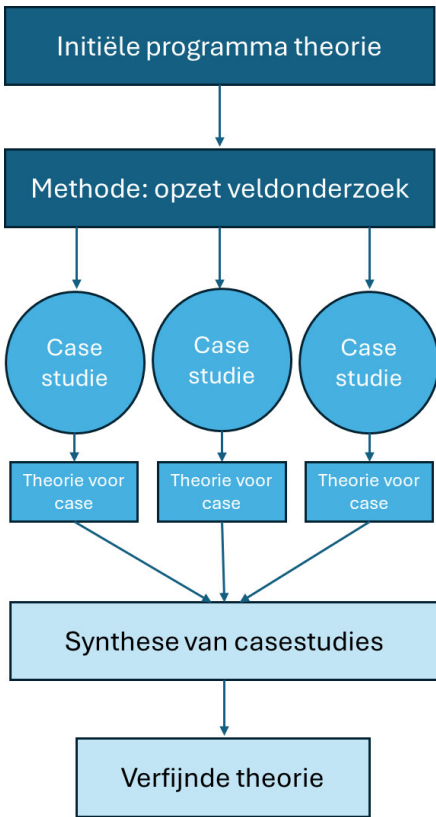 Initiële programma theorie
Methode: opzet veldonderzoek
Case
studie
Case
studie
Case
studie
Theorie voor
case
Theorie voor
case
Theorie voor
case
Synthese van casestudies
Verfijnde theorie